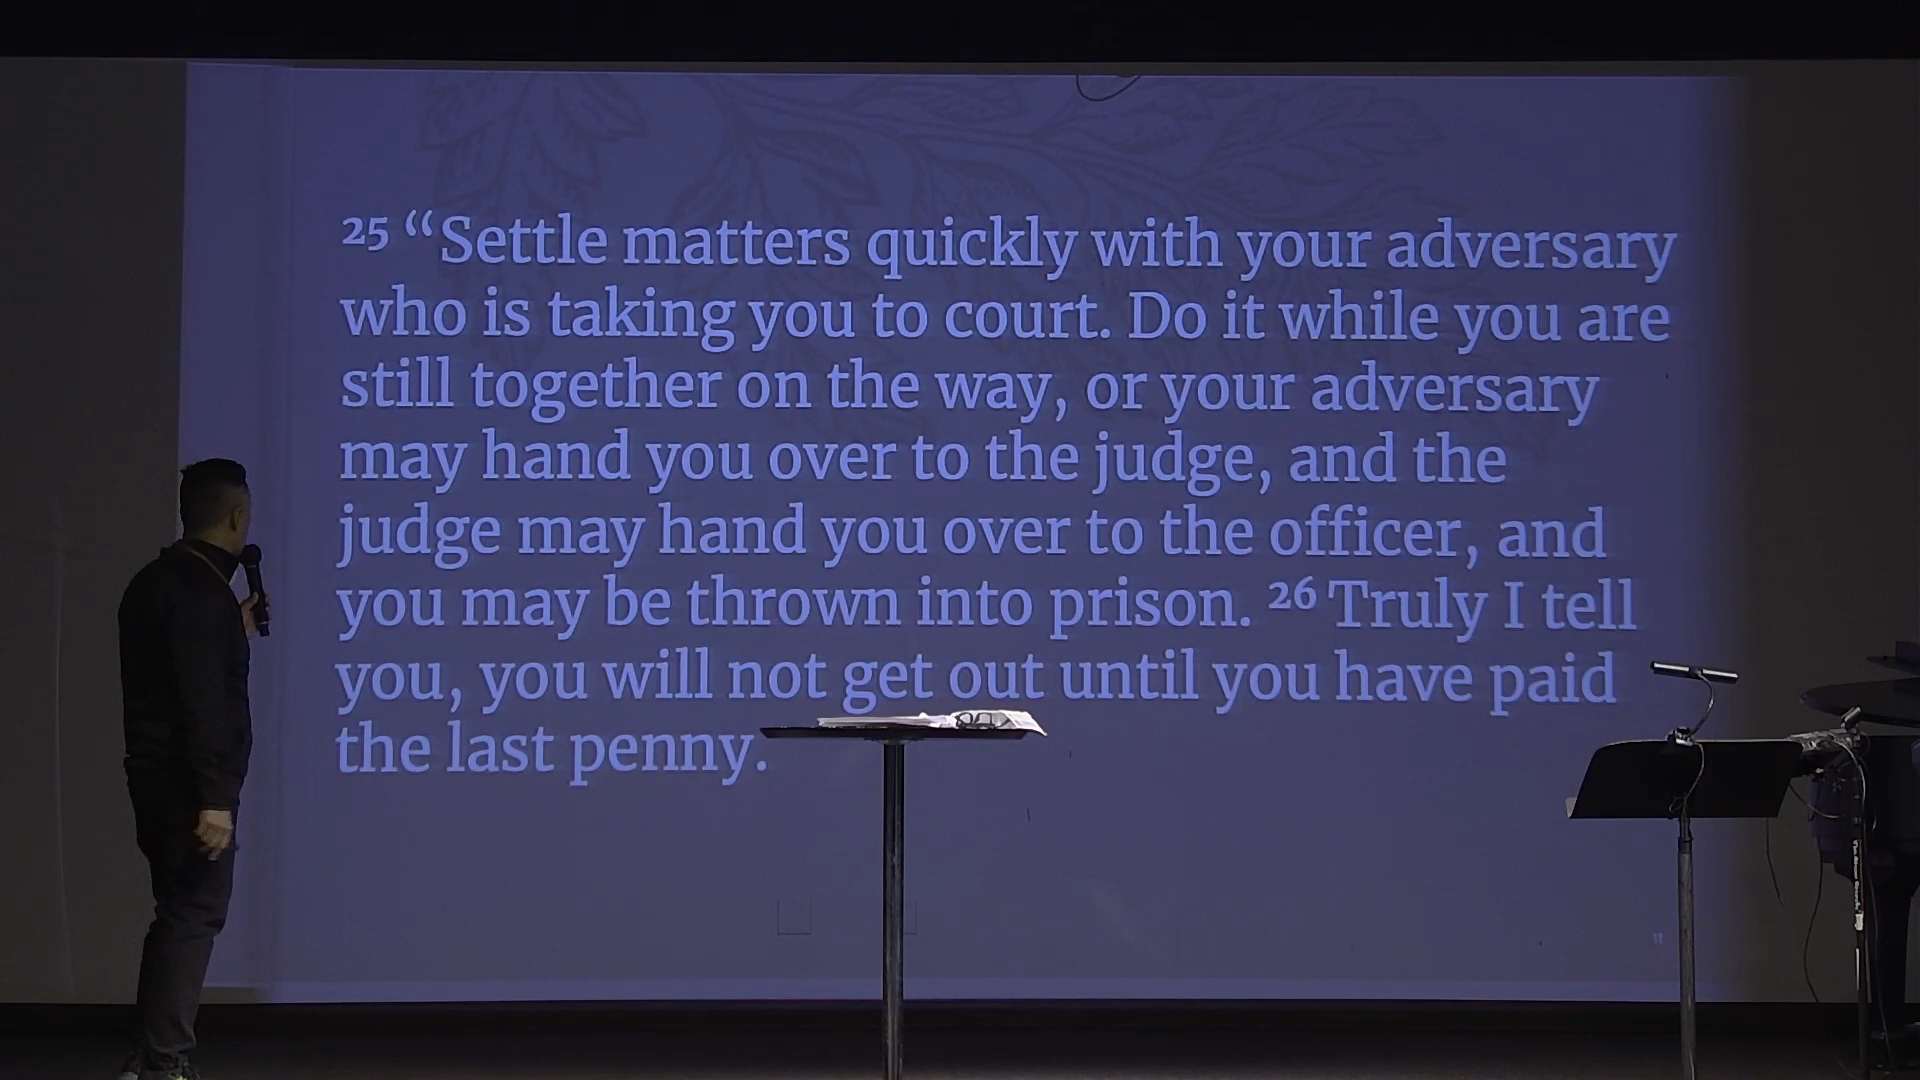 25 “Settle matters quickly with your adversary
who is taking you to court. Do it while you are
still together on the way, or your adversary
may hand you over to the judge, and the
judge may hand you over to the officer, and
you may be thrown into prison. 26 Truly I tell
you, you will not get out until you have paid
the last penny.
11